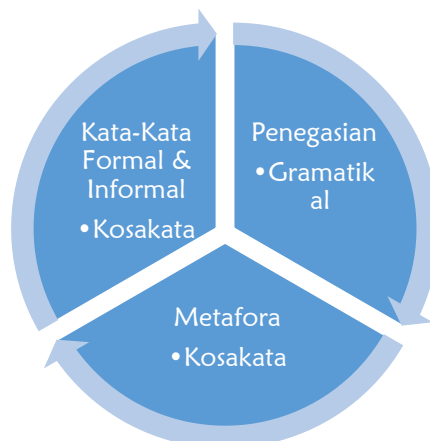 Kata-Kata
Formal &
Informal
•Kosakata
Penegasian
•Gramatik
al
Metafora
•Kosakata